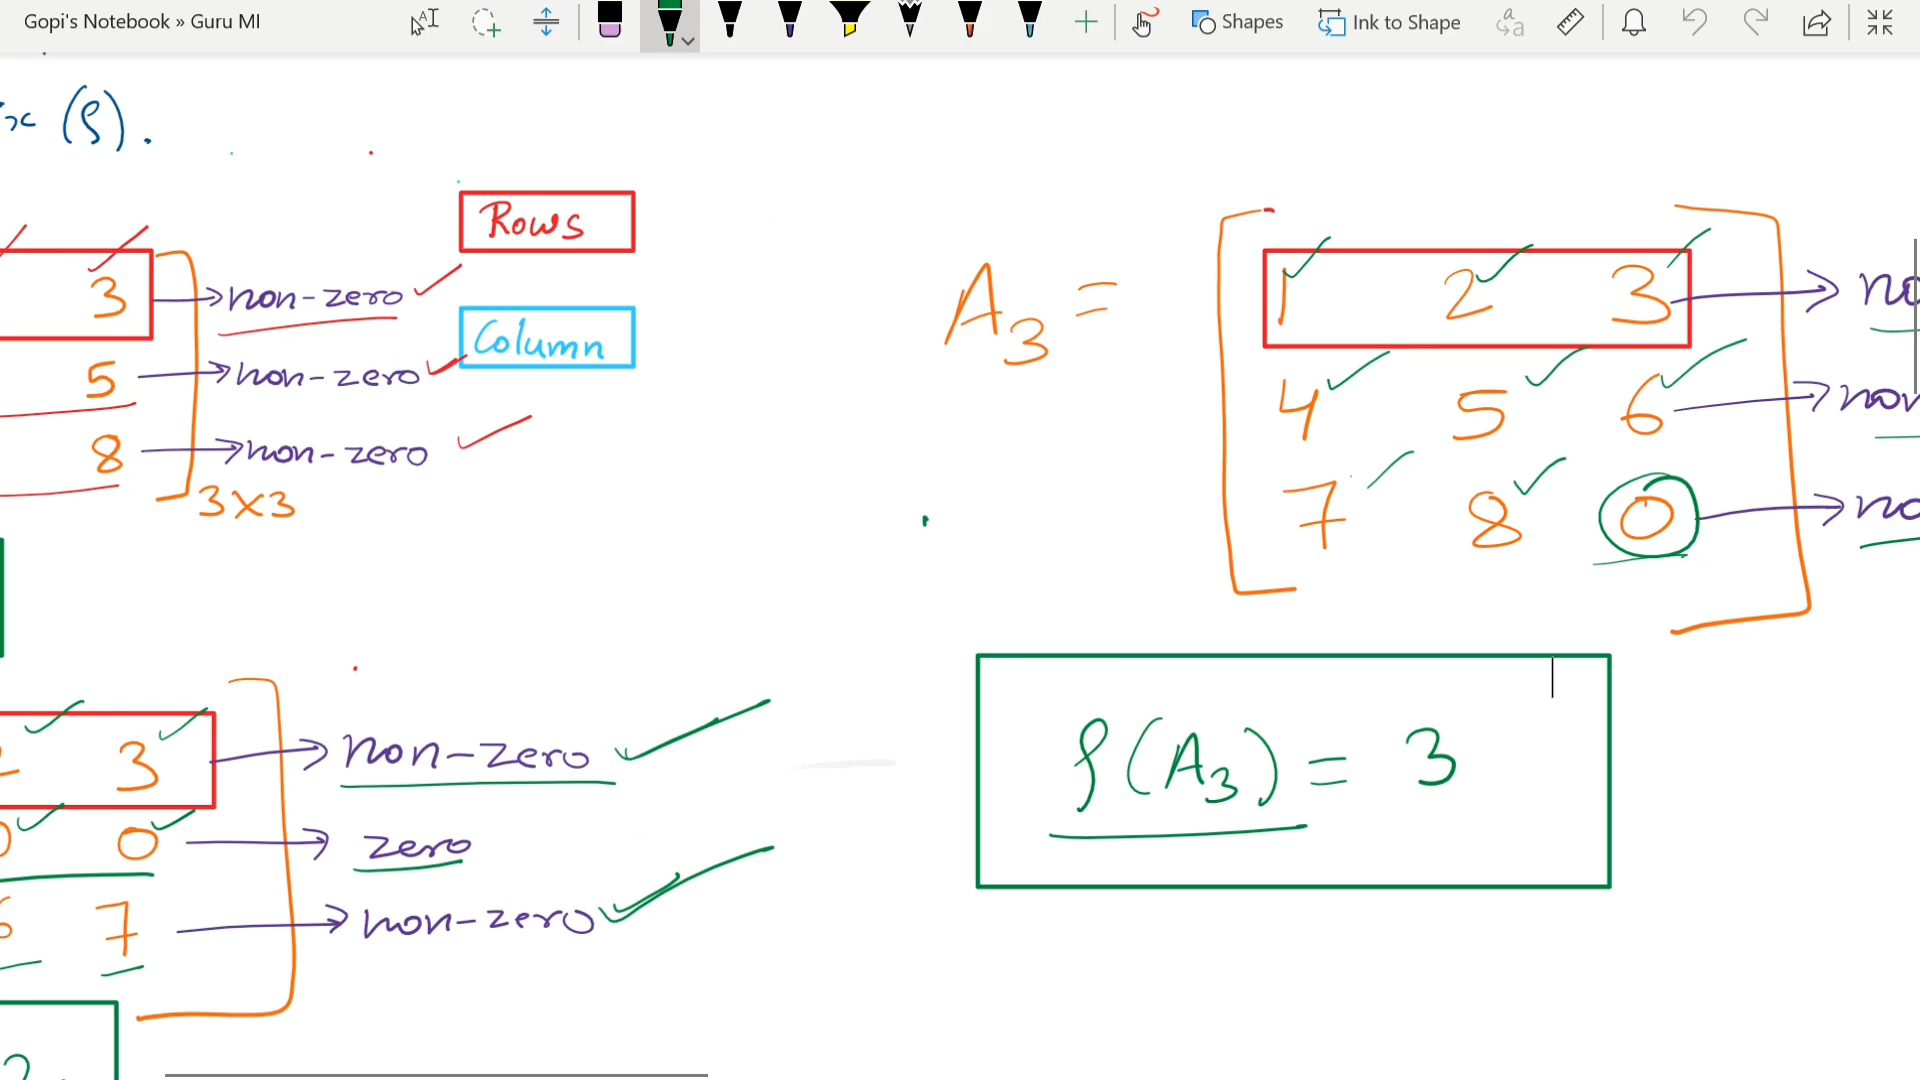 Gopi's Notebook » Guru MI
Shapes
Ink to Shape
x (ρ).
Rows
Column
3 → non-zero
5 → non-zero
8 → non-zero
3×3
A3 =
1 2 3 →
4 5 6 →
7 8 0 →
ρ(A3) = 3
3 → non-zero
0 → zero
7 → non-zero